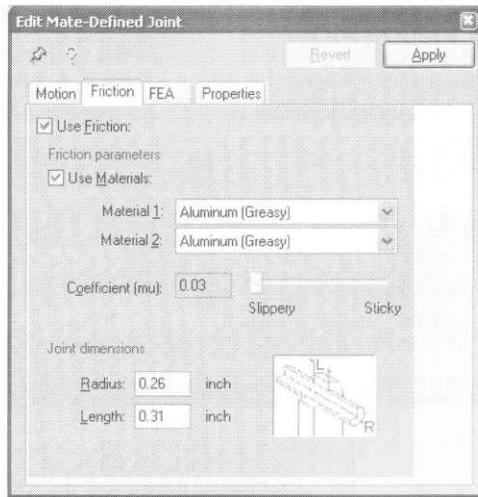 Edit Mate-Defined Joint
Revert Apply
Motion Friction FEA Properties
Use Friction:
Friction parameters
Use Materials:
Material 1: Aluminum (Greasy)
Material 2: Aluminum (Greasy)
Coefficient (mu): 0.03
Slippery Sticky
Joint dimensions
Radius: 0.26 inch
Length: 0.31 inch
L
R